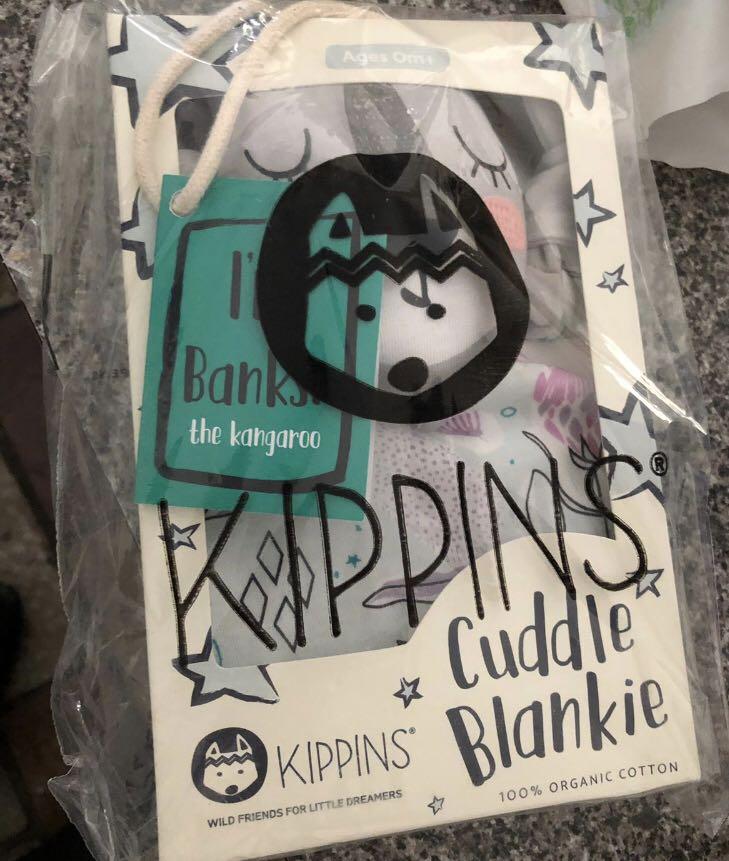 Ages 0m+
I'
Banks
the kangaroo
KIPPINS®
Cuddle
Blankie
KIPPINS®
WILD FRIENDS FOR LITTLE DREAMERS
100% ORGANIC COTTON